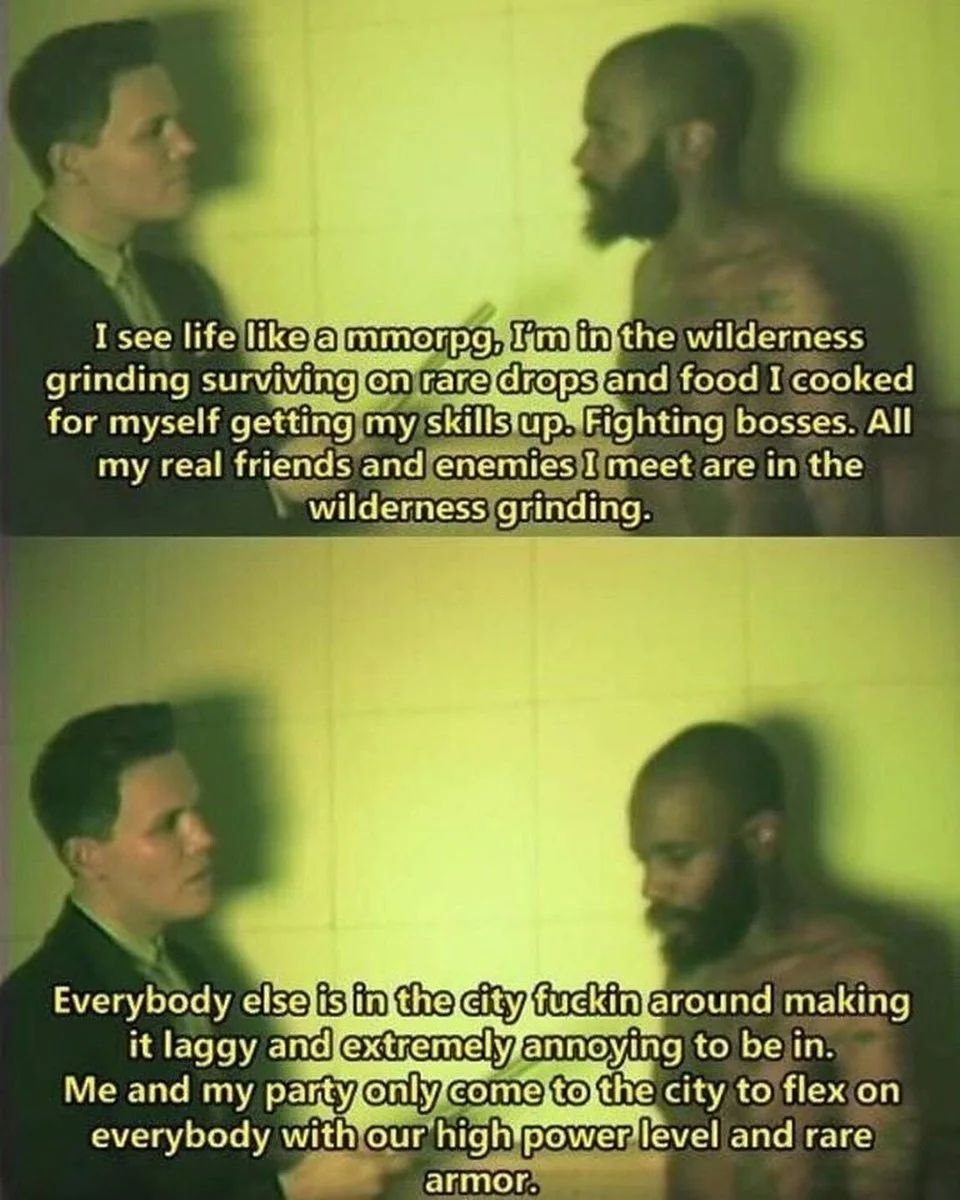 I see life like a mmorpg, I'm in the wilderness
grinding surviving on rare drops and food I cooked
for myself getting my skills up. Fighting bosses. All
my real friends and enemies I meet are in the
wilderness grinding.
Everybody else is in the city fuckin around making
it laggy and extremely annoying to be in.
Me and my party only come to the city to flex on
everybody with our high power level and rare
armor.